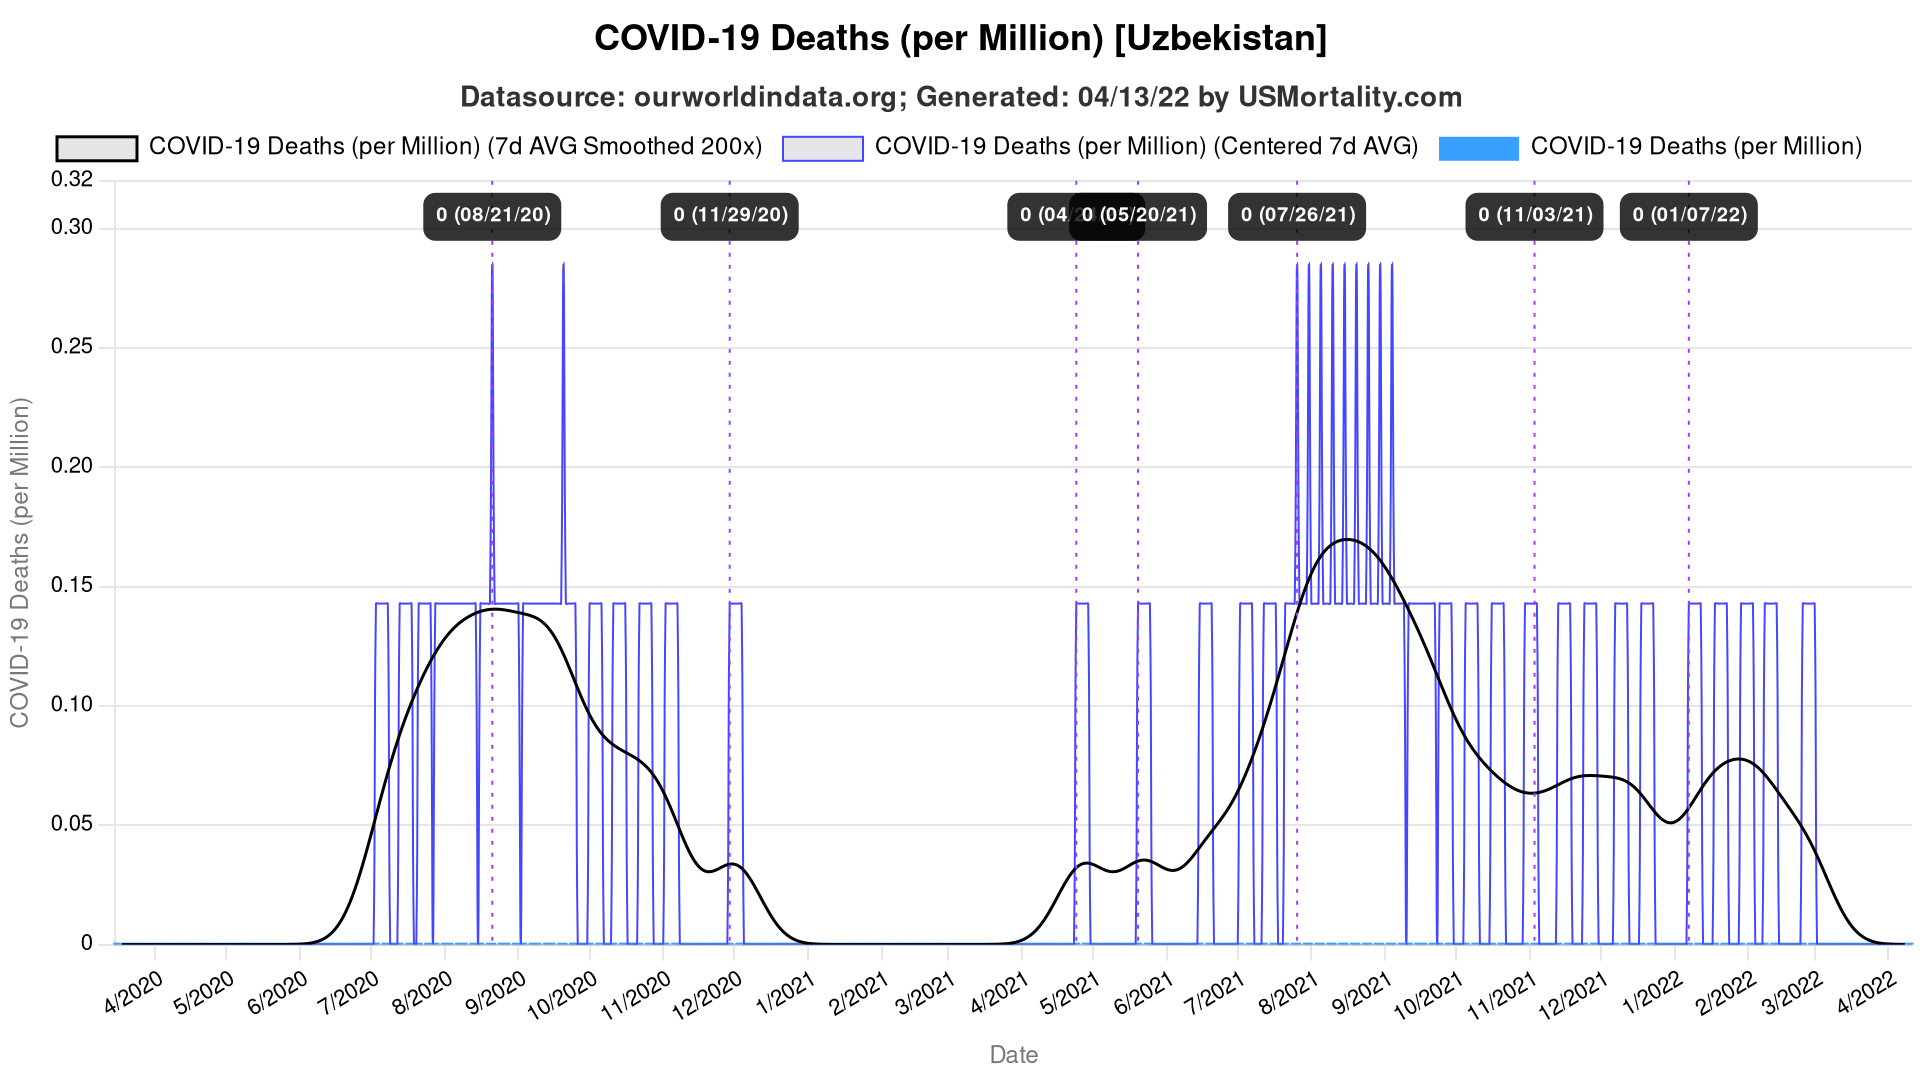 COVID-19 Deaths (per Million) [Uzbekistan]
Datasource: ourworldindata.org; Generated: 04/13/22 by USMortality.com
COVID-19 Deaths (per Million) (7d AVG Smoothed 200x) COVID-19 Deaths (per Million) (Centered 7d AVG) COVID-19 Deaths (per Million)
0.32
0 (08/21/20) 0 (11/29/20) 0 (04/ 0 (05/20/21) 0 (07/26/21) 0 (11/03/21) 0 (01/07/22)
0.30
0.25
0.20
0.15
0.10
0.05
0
COVID-19 Deaths (per Million)
4/2020 5/2020 6/2020 7/2020 8/2020 9/2020 10/2020 11/2020 12/2020 1/2021 2/2021 3/2021 4/2021 5/2021 6/2021 7/2021 8/2021 9/2021 10/2021 11/2021 12/2021 1/2022 2/2022 3/2022 4/2022
Date